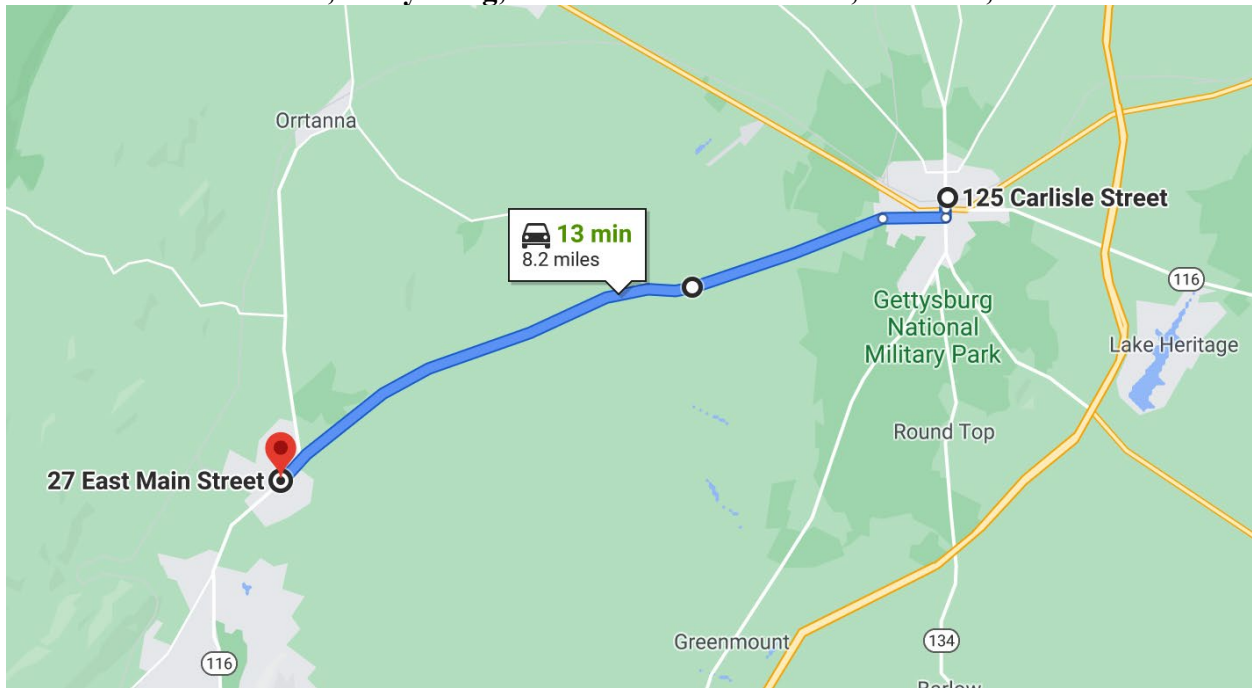 Orrtanna
125 Carlisle Street
13 min
8.2 miles
116
Gettysburg
National
Military Park
Lake Heritage
Round Top
27 East Main Street
Greenmount
134
116